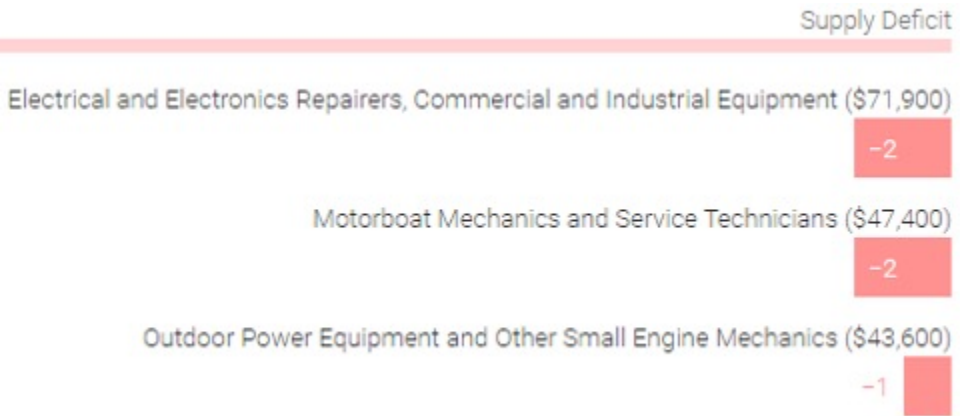 Supply Deficit
Electrical and Electronics Repairers, Commercial and Industrial Equipment ($71,900)
−2
Motorboat Mechanics and Service Technicians ($47,400)
−2
Outdoor Power Equipment and Other Small Engine Mechanics ($43,600)
−1